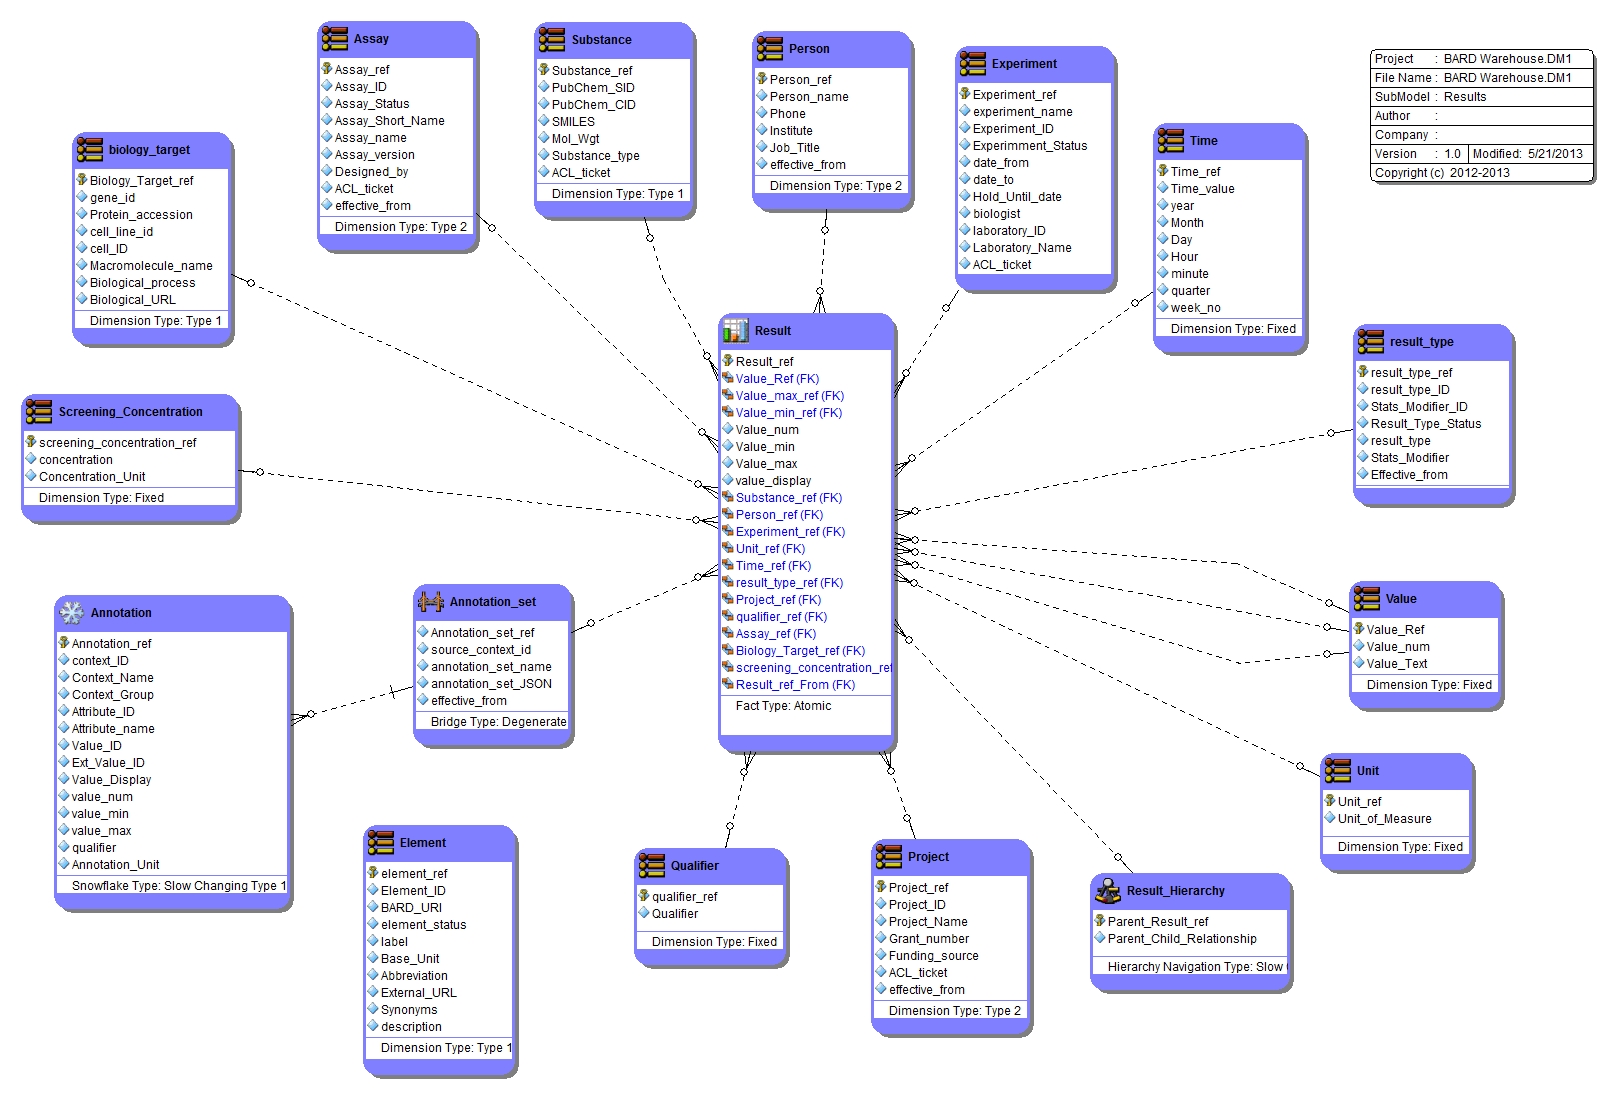 Assay
Assay_ref
Assay_ID
Assay_Status
Assay_Short_Name
Assay_name
Assay_version
Designed_by
ACL_ticket
effective_from
Dimension Type: Type 2
Substance
Substance_ref
PubChem_SID
PubChem_CID
SMILES
Mol_Wgt
Substance_type
ACL_ticket
Dimension Type: Type 1
Person
Person_ref
Person_name
Phone
Institute
Job_Title
effective_from
Dimension Type: Type 2
Experiment
Experiment_ref
experiment_name
Experiment_ID
Experimment_Status
date_from
date_to
Hold_Until_date
biologist
laboratory_ID
Laboratory_Name
ACL_ticket
Project : BARD Warehouse.DM1
File Name : BARD Warehouse.DM1
SubModel : Results
Author :
Company :
Version : 1.0 Modified: 5/21/2013
Copyright (c) 2012-2013
Time
Time_ref
Time_value
year
Month
Day
Hour
minute
quarter
week_no
Dimension Type: Fixed
biology_target
Biology_Target_ref
gene_id
Protein_accession
cell_line_id
cell_ID
Macromolecule_name
Biological_process
Biological_URL
Dimension Type: Type 1
Result
Result_ref
Value_Ref (FK)
Value_max_ref (FK)
Value_min_ref (FK)
Value_num
Value_min
Value_max
value_display
Substance_ref (FK)
Person_ref (FK)
Experiment_ref (FK)
Unit_ref (FK)
Time_ref (FK)
result_type_ref (FK)
Project_ref (FK)
qualifier_ref (FK)
Assay_ref (FK)
Biology_Target_ref (FK)
screening_concentration_ref
Result_ref_From (FK)
Fact Type: Atomic
result_type
result_type_ref
result_type_ID
Stats_Modifier_ID
Result_Type_Status
result_type
Stats_Modifier
Effective_from
Screening_Concentration
screening_concentration_ref
concentration
Concentration_Unit
Dimension Type: Fixed
Annotation_set
Annotation_set_ref
source_context_id
annotation_set_name
annotation_set_JSON
effective_from
Bridge Type: Degenerate
Value
Value_Ref
Value_num
Value_Text
Dimension Type: Fixed
Annotation
Annotation_ref
context_ID
Context_Name
Context_Group
Attribute_ID
Attribute_name
Value_ID
Ext_Value_ID
Value_Display
value_num
value_min
value_max
qualifier
Annotation_Unit
Snowflake Type: Slow Changing Type 1
Unit
Unit_ref
Unit_of_Measure
Dimension Type: Fixed
Element
element_ref
Element_ID
BARD_URI
element_status
label
Base_Unit
Abbreviation
External_URL
Synonyms
description
Dimension Type: Type 1
Qualifier
qualifier_ref
Qualifier
Dimension Type: Fixed
Project
Project_ref
Project_ID
Project_Name
Grant_number
Funding_source
ACL_ticket
effective_from
Dimension Type: Type 2
Result_Hierarchy
Parent_Result_ref
Parent_Child_Relationship
Hierarchy Navigation Type: Slow